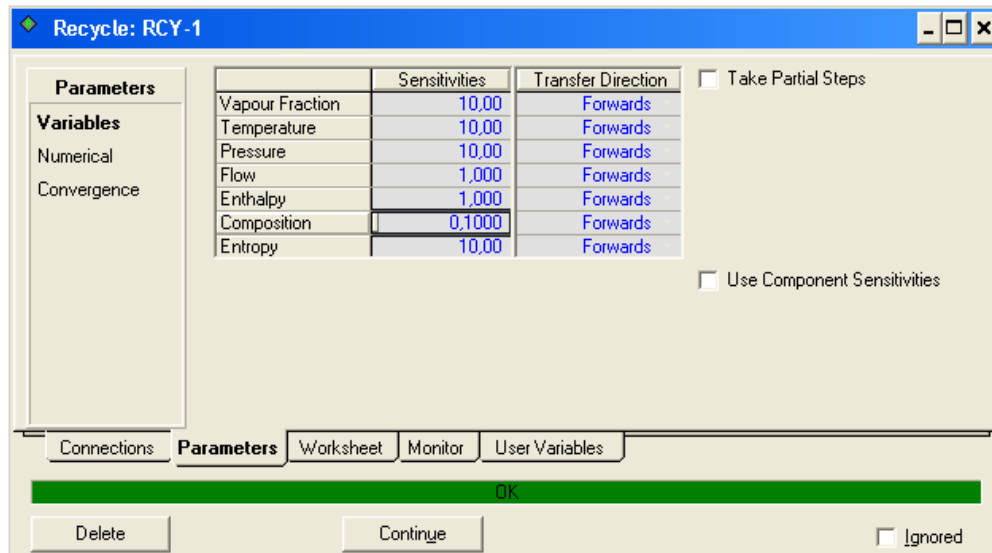 Recycle: RCY-1
Parameters
Variables
Numerical
Convergence
Sensitivities Transfer Direction
Vapour Fraction 10,00 Forwards
Temperature 10,00 Forwards
Pressure 10,00 Forwards
Flow 1,000 Forwards
Enthalpy 1,000 Forwards
Composition 0,1000 Forwards
Entropy 10,00 Forwards
Take Partial Steps
Use Component Sensitivities
Connections Parameters Worksheet Monitor User Variables
OK
Delete Continue Ignored